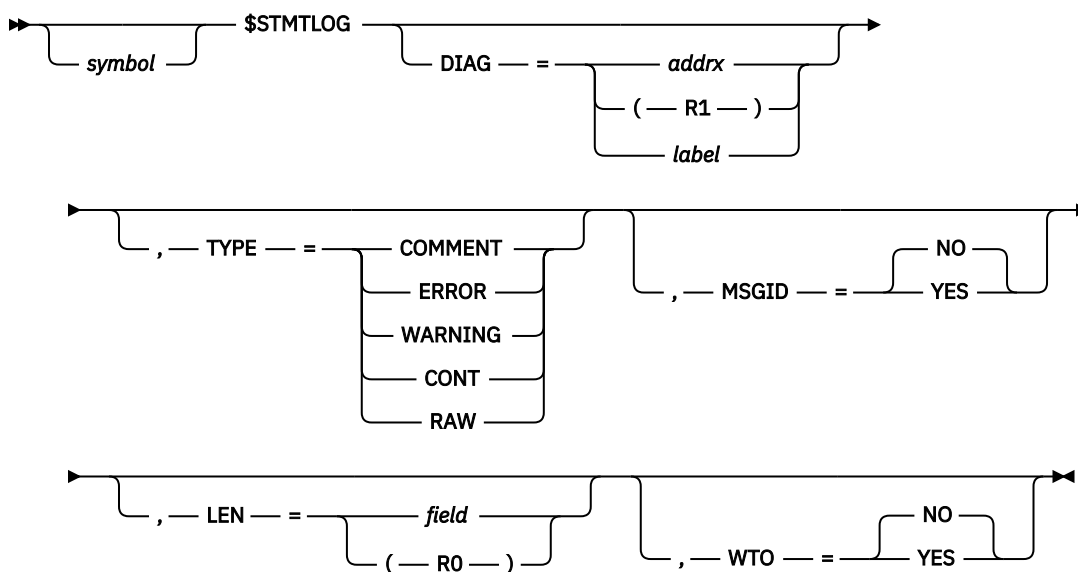 $STMTLOG
symbol
DIAG = addrx
( R1 )
label
, TYPE = COMMENT
ERROR
WARNING
CONT
RAW
NO
, MSGID = YES
, LEN = field
( R0 )
NO
, WTO = YES